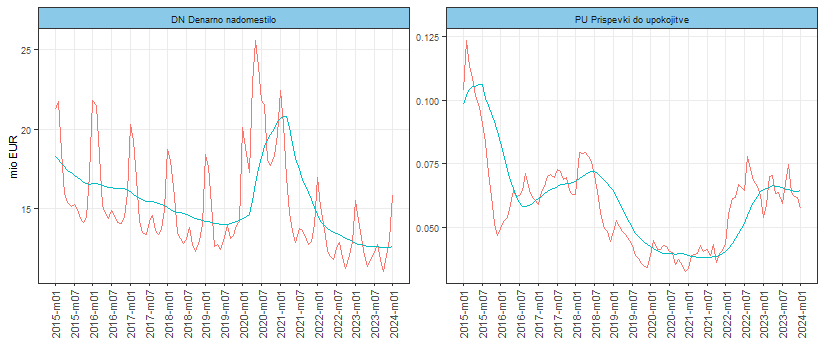 DN Denarno nadomestilo
mio EUR
25
20
15
2015-m01
2015-m07
2016-m01
2016-m07
2017-m01
2017-m07
2018-m01
2018-m07
2019-m01
2019-m07
2020-m01
2020-m07
2021-m01
2021-m07
2022-m01
2022-m07
2023-m01
2023-m07
2024-m01
PU Prispevki do upokojitve
0.125
0.100
0.075
0.050
2015-m01
2015-m07
2016-m01
2016-m07
2017-m01
2017-m07
2018-m01
2018-m07
2019-m01
2019-m07
2020-m01
2020-m07
2021-m01
2021-m07
2022-m01
2022-m07
2023-m01
2023-m07
2024-m01